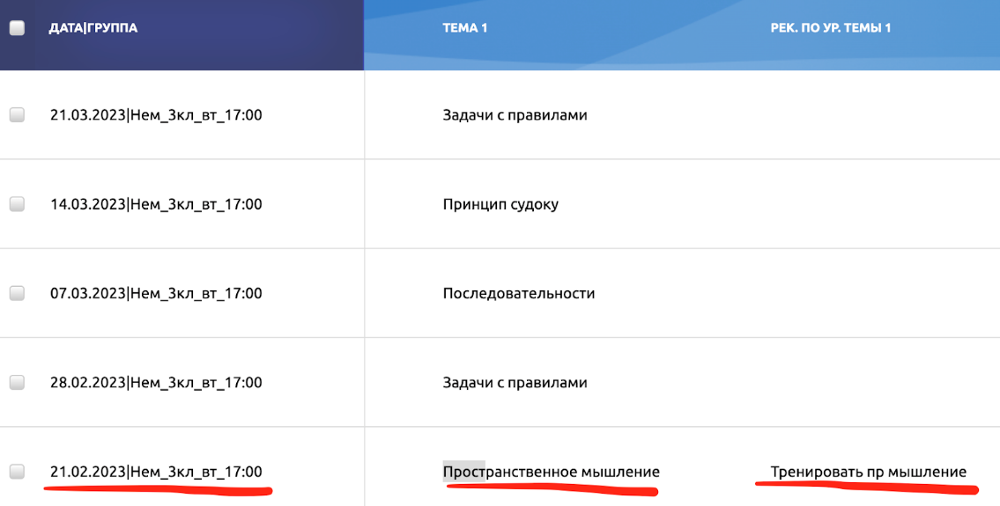 ДАТА|ГРУППА ТЕМА 1 РЕК. ПО УР. ТЕМЫ 1
21.03.2023|Нем_3кл_вт_17:00 Задачи с правилами
14.03.2023|Нем_3кл_вт_17:00 Принцип судоку
07.03.2023|Нем_3кл_вт_17:00 Последовательности
28.02.2023|Нем_3кл_вт_17:00 Задачи с правилами
21.02.2023|Нем_3кл_вт_17:00 Пространственное мышление Тренировать пр мышление